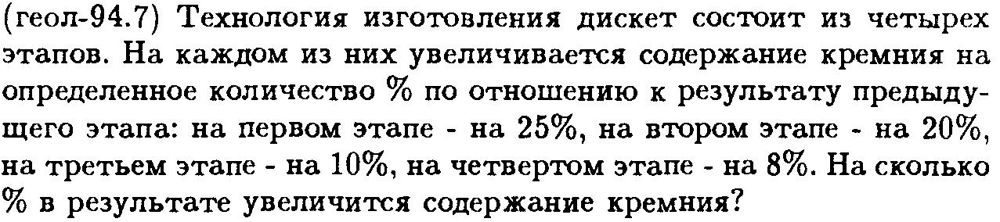 (геол-94.7) Технология изготовления дискет состоит из четырех
этапов. На каждом из них увеличивается содержание кремния на
определенное количество % по отношению к результату предыду-
щего этапа: на первом этапе - на 25%, на втором этапе - на 20%,
на третьем этапе - на 10%, на четвертом этапе - на 8%. На сколько
% в результате увеличится содержание кремния?